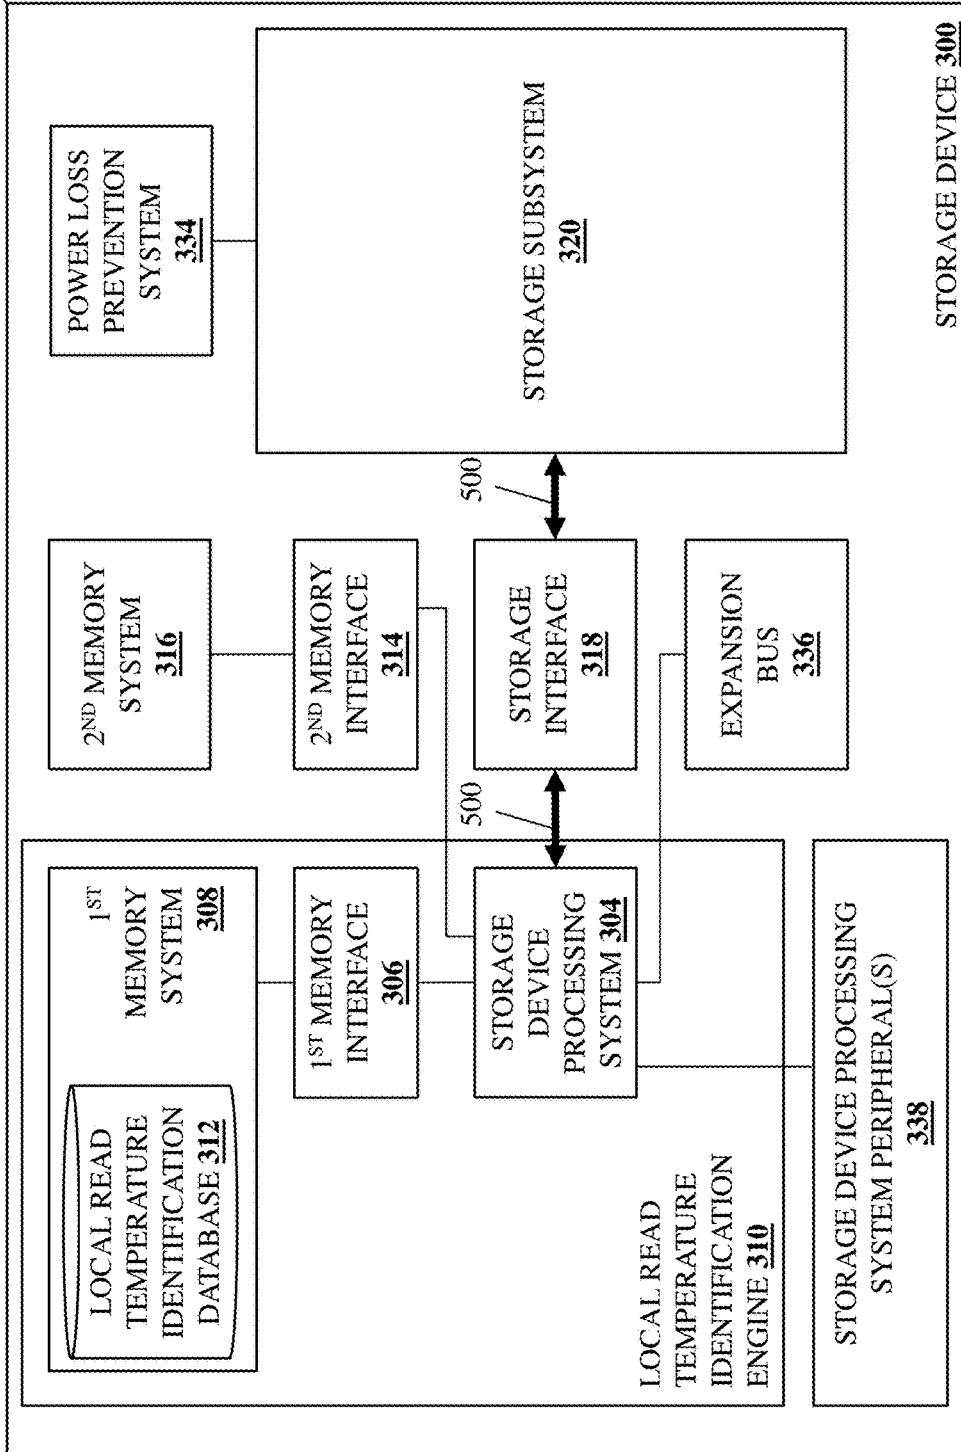 LOCAL READ
TEMPERATURE
IDENTIFICATION
DATABASE 312
1ST
MEMORY
SYSTEM
308
2ND MEMORY
SYSTEM
316
POWER LOSS
PREVENTION
SYSTEM
334
1ST MEMORY
INTERFACE
306
2ND MEMORY
INTERFACE
314
STORAGE
DEVICE
PROCESSING
SYSTEM 304
500
STORAGE
INTERFACE
318
500
STORAGE SUBSYSTEM
320
LOCAL READ
TEMPERATURE
IDENTIFICATION
ENGINE 310
EXPANSION
BUS
336
STORAGE DEVICE PROCESSING
SYSTEM PERIPHERAL(S)
338
STORAGE DEVICE 300